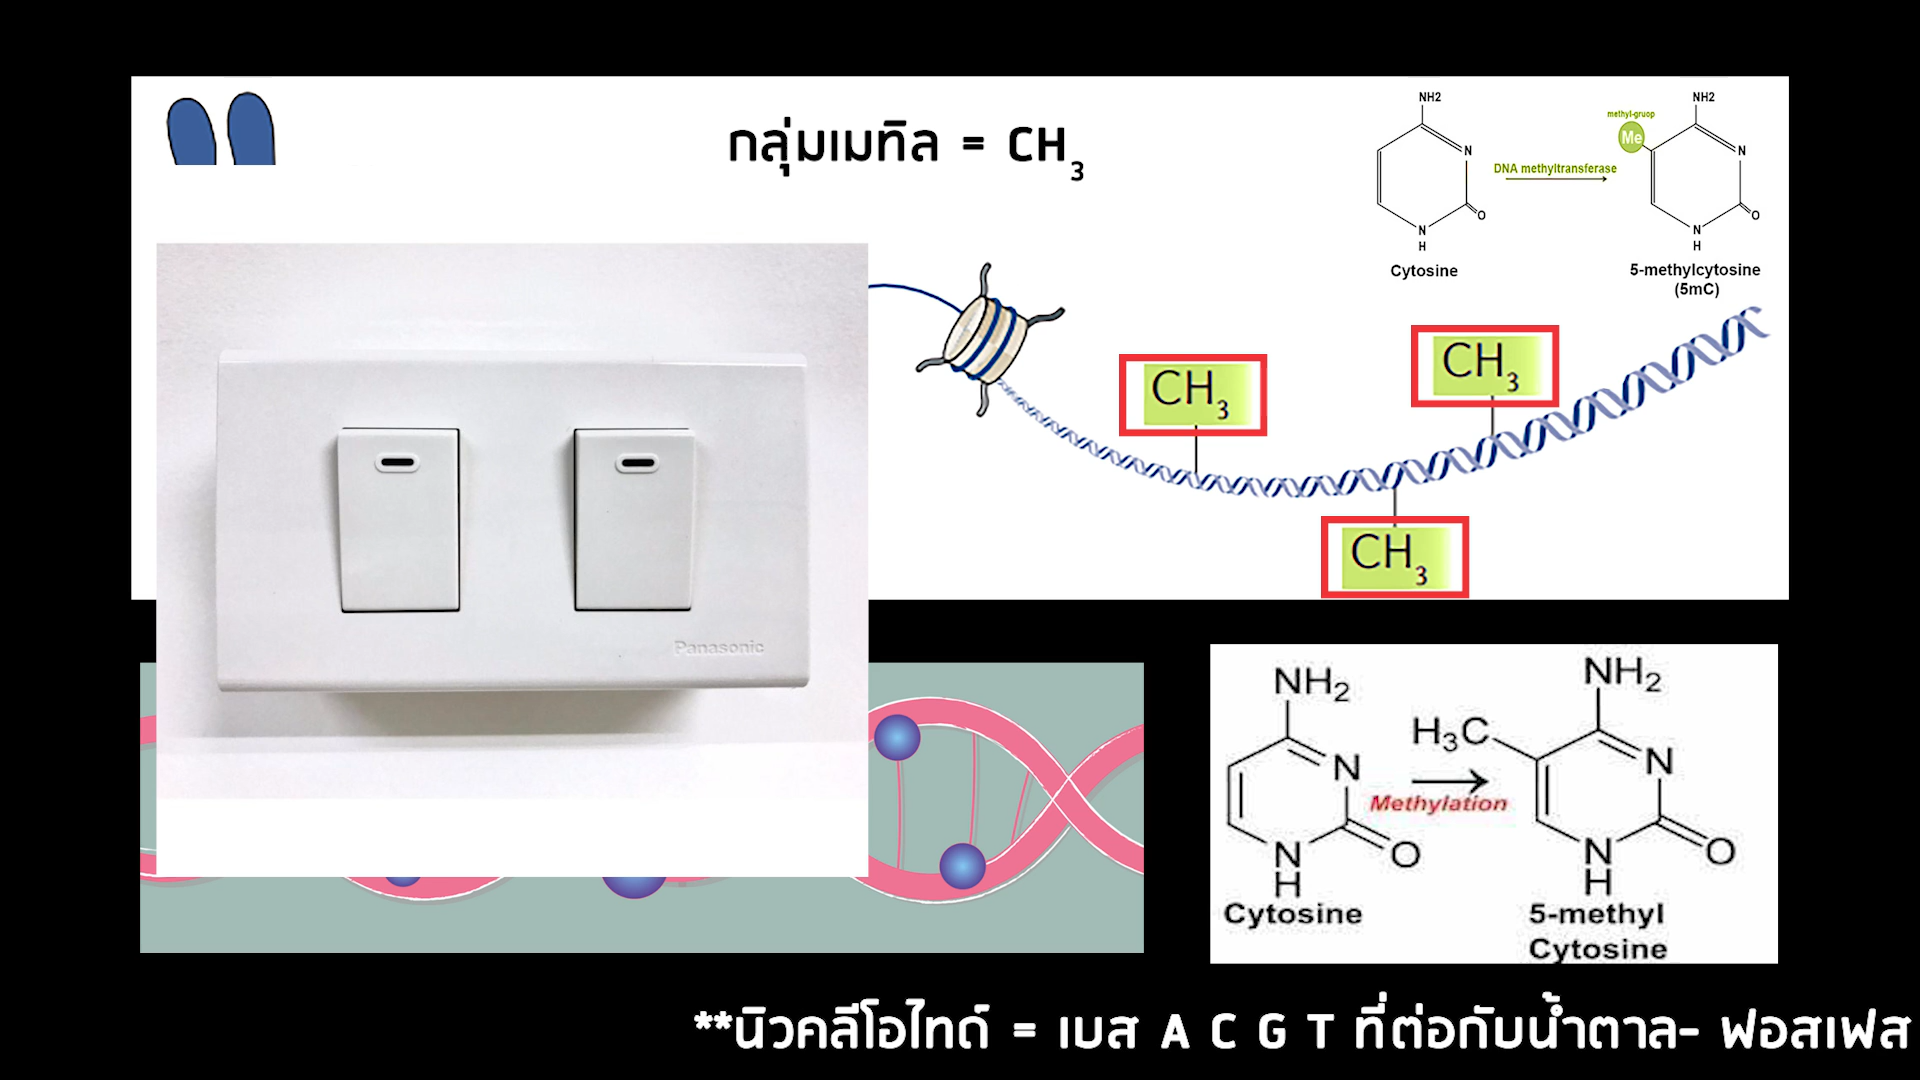 กลุ่มเมทิล = CH3
NH2
N
O
N
H
Cytosine
DNA methyltransferase
methyl-gruop
Me
NH2
N
O
N
H
5-methylcytosine
(5mC)
CH3
CH3
CH3
Panasonic
NH2
N
O
N
H
Cytosine
Methylation
NH2
H3C
N
O
N
H
5-methyl
Cytosine
**นิวคลีโอไทด์ = เบส A C G T ที่ต่อกับน้ำตาล- ฟอสเฟส